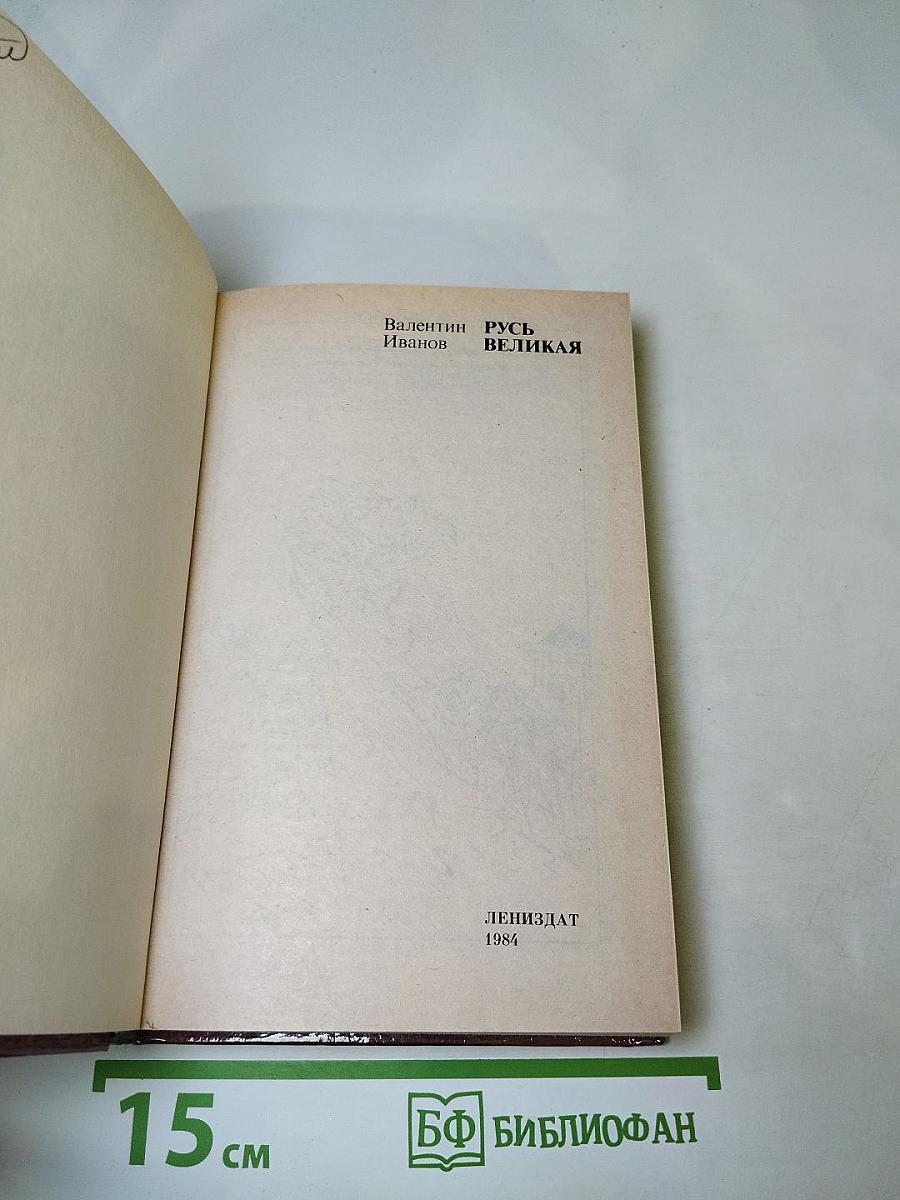 Валентин РУСЬ
Иванов ВЕЛИКАЯ
ЛЕНИЗДАТ
1984
15 см
БФ БИБЛИОФАН